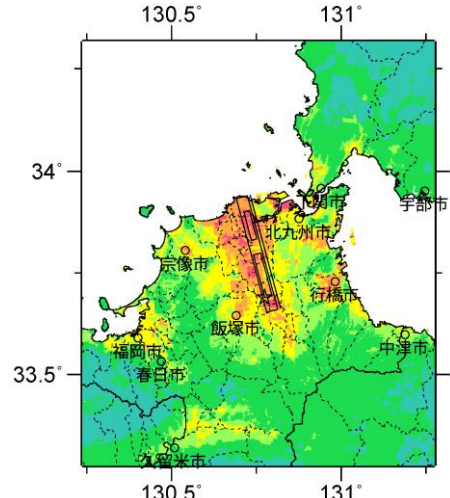 130.5° 131°
34°
33.5°
下関市
宇部市
北九州市
宗像市
行橋市
飯塚市
福岡市
中津市
春日市
久留米市
130.5° 131°